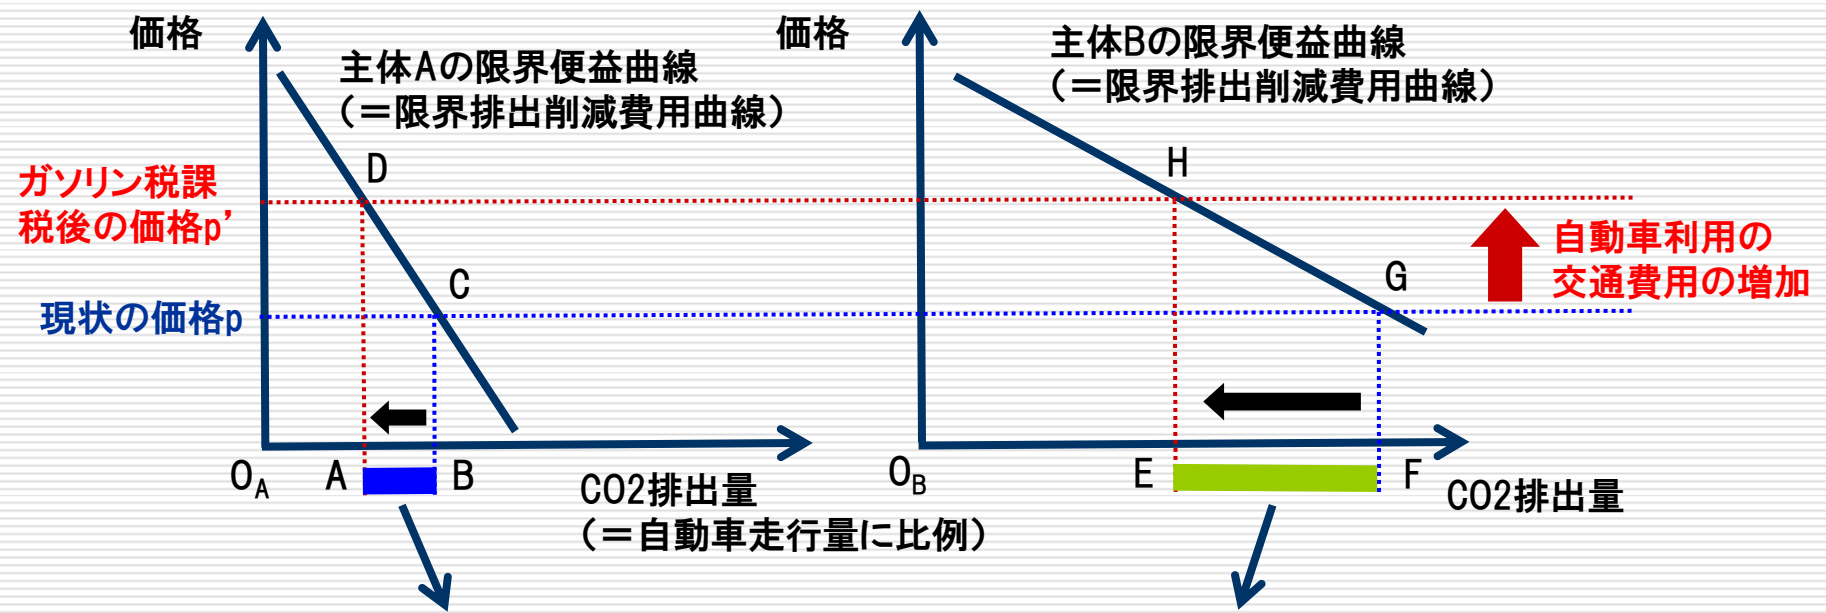 価格
主体Aの限界便益曲線
（＝限界排出削減費用曲線）
ガソリン税課
税後の価格p’
現状の価格p
D
C
O_A
A
B
CO2排出量
（＝自動車走行量に比例）
価格
主体Bの限界便益曲線
（＝限界排出削減費用曲線）
H
G
自動車利用の
交通費用の増加
O_B
E
F
CO2排出量